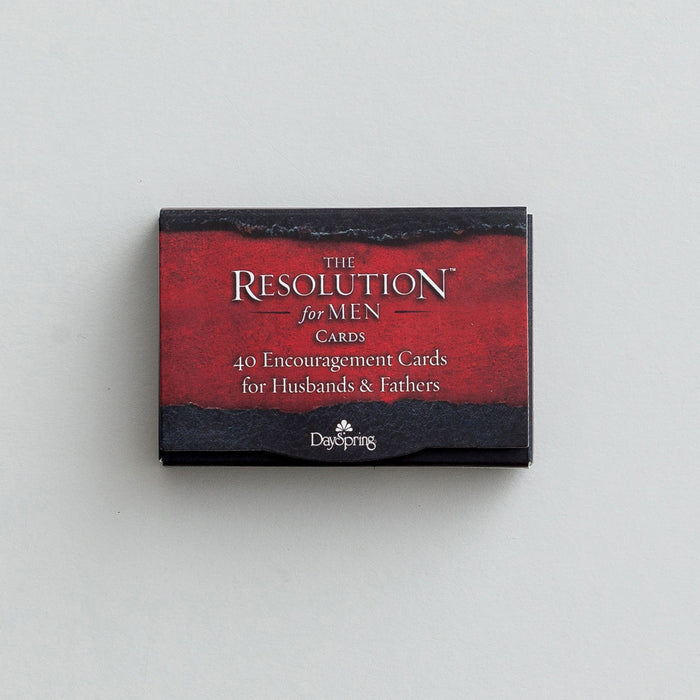 THE
RESOLUTION™
for MEN
CARDS
40 Encouragement Cards
for Husbands & Fathers
DaySpring